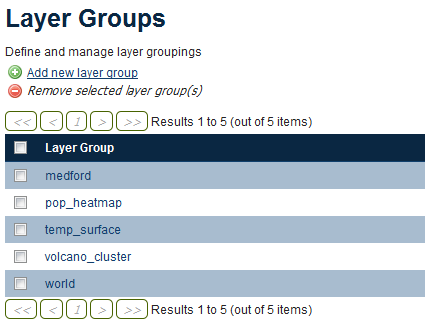 Layer Groups
Define and manage layer groupings
Add new layer group
Remove selected layer group(s)
<< < 1 > >> Results 1 to 5 (out of 5 items)
Layer Group
medford
pop_heatmap
temp_surface
volcano_cluster
world
<< < 1 > >> Results 1 to 5 (out of 5 items)